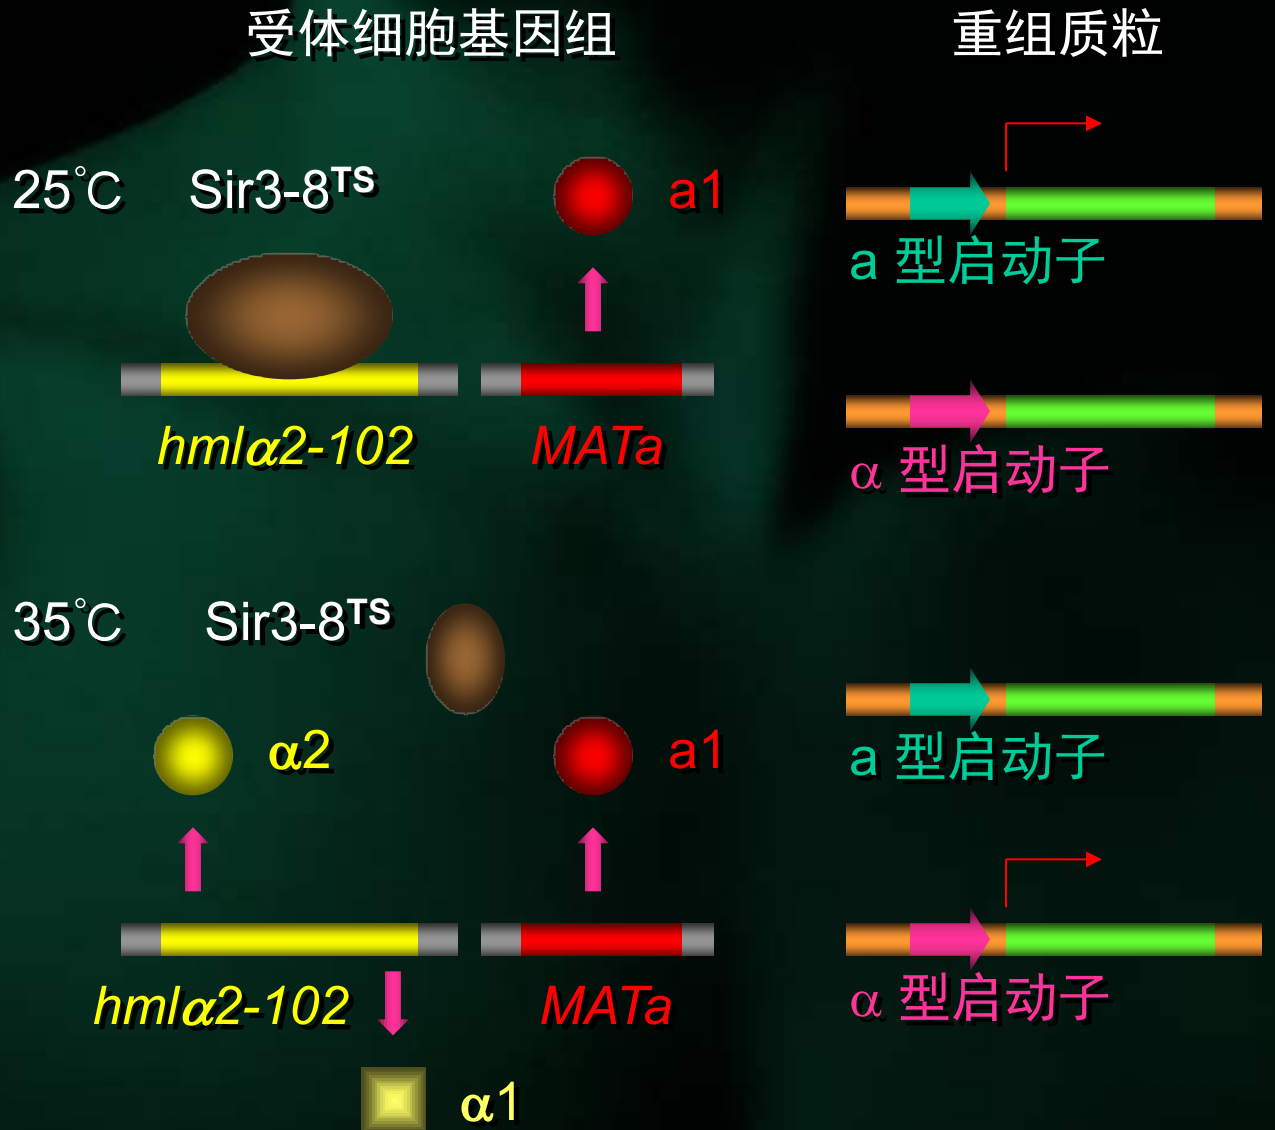 受体细胞基因组
重组质粒
25℃ Sir3-8TS
a1
a 型启动子
hmlα2-102
MATa
α 型启动子
35℃ Sir3-8TS
α2
a1
a 型启动子
hmlα2-102
MATa
α 型启动子
α1